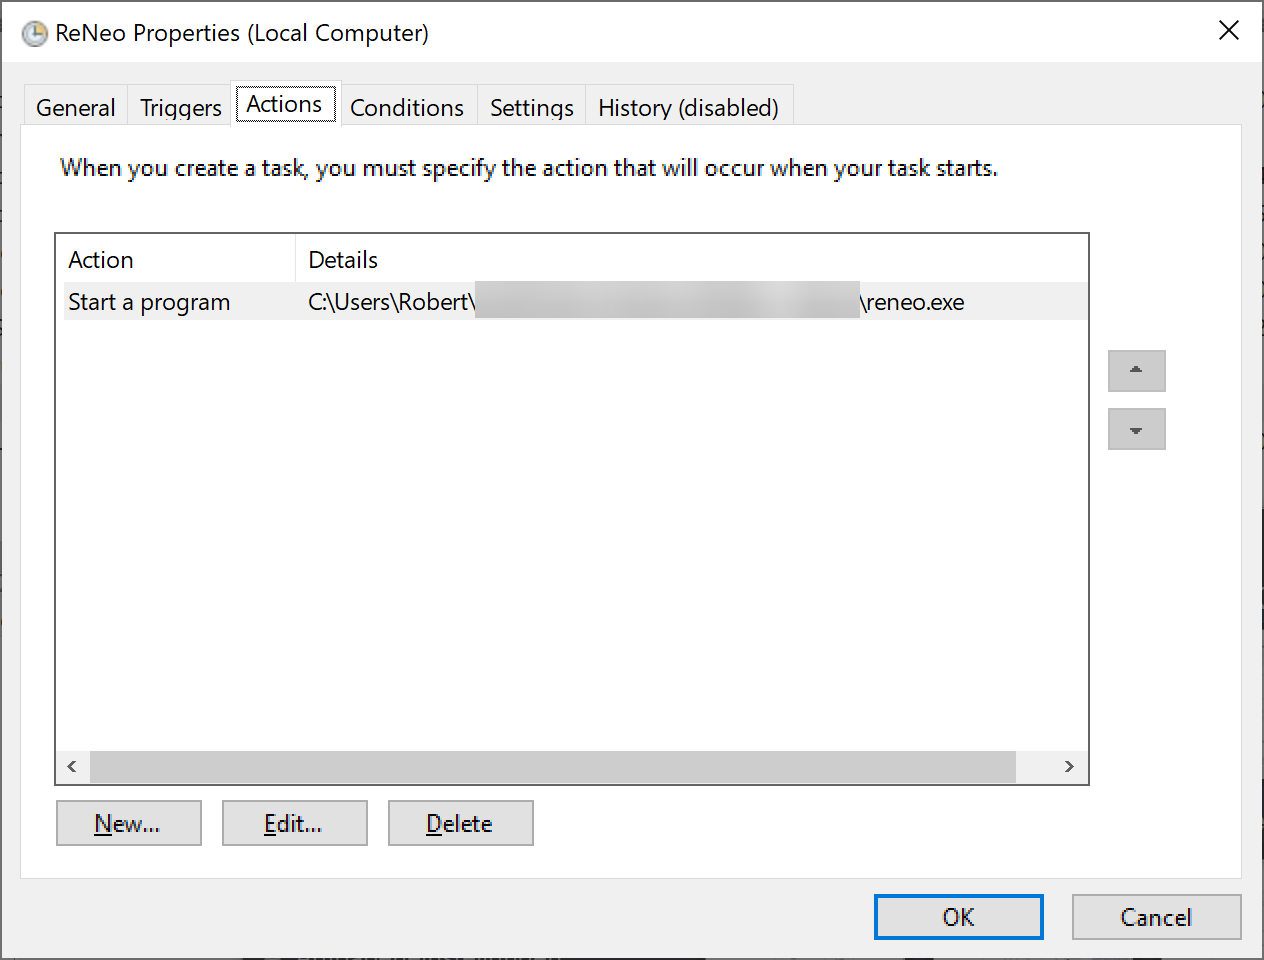 ReNeo Properties (Local Computer)
General Triggers Actions Conditions Settings History (disabled)
When you create a task, you must specify the action that will occur when your task starts.
Action Details
Start a program C:\Users\Robert\ \reneo.exe
New... Edit... Delete
OK Cancel